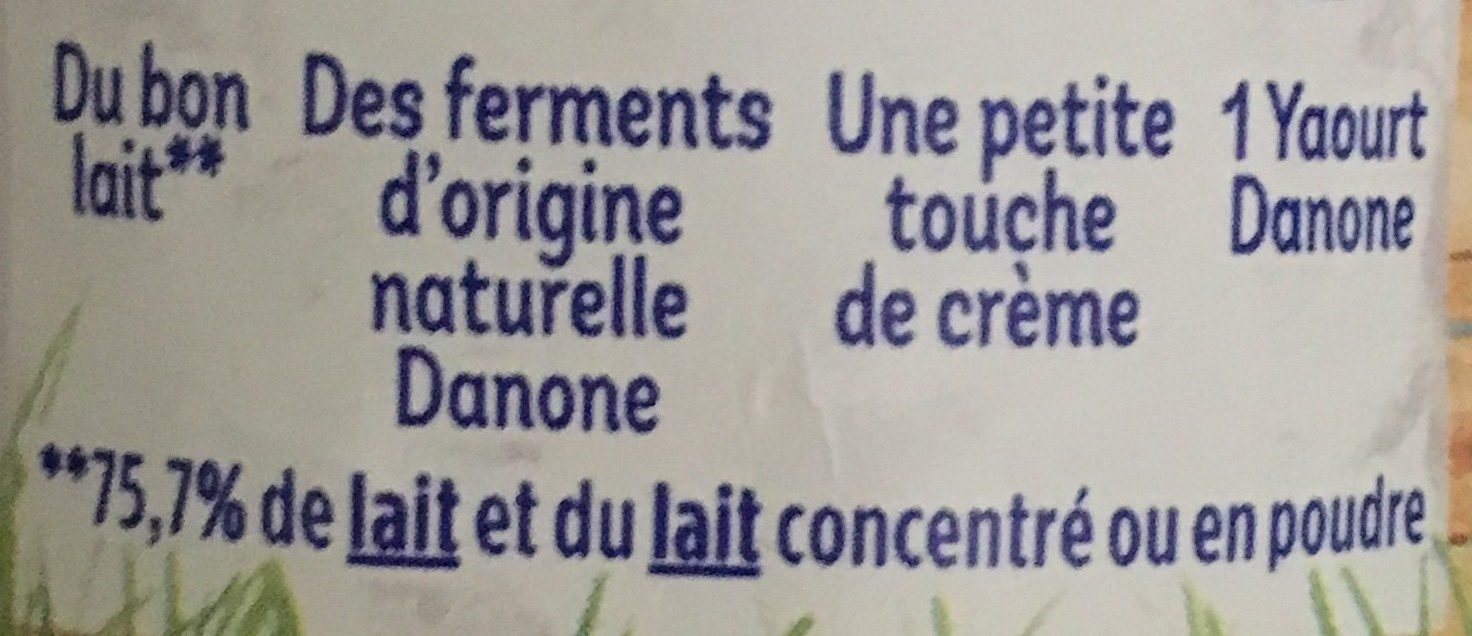 Du bon
lait**
Des ferments
d'origine
naturelle
Danone
Une petite
touche
de crème
1 Yaourt
Danone
**75,7% de lait et du lait concentré ou en poudre